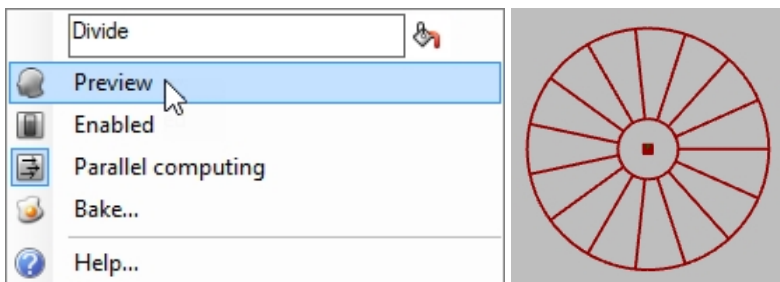 Divide
Preview
Enabled
Parallel computing
Bake...
Help...